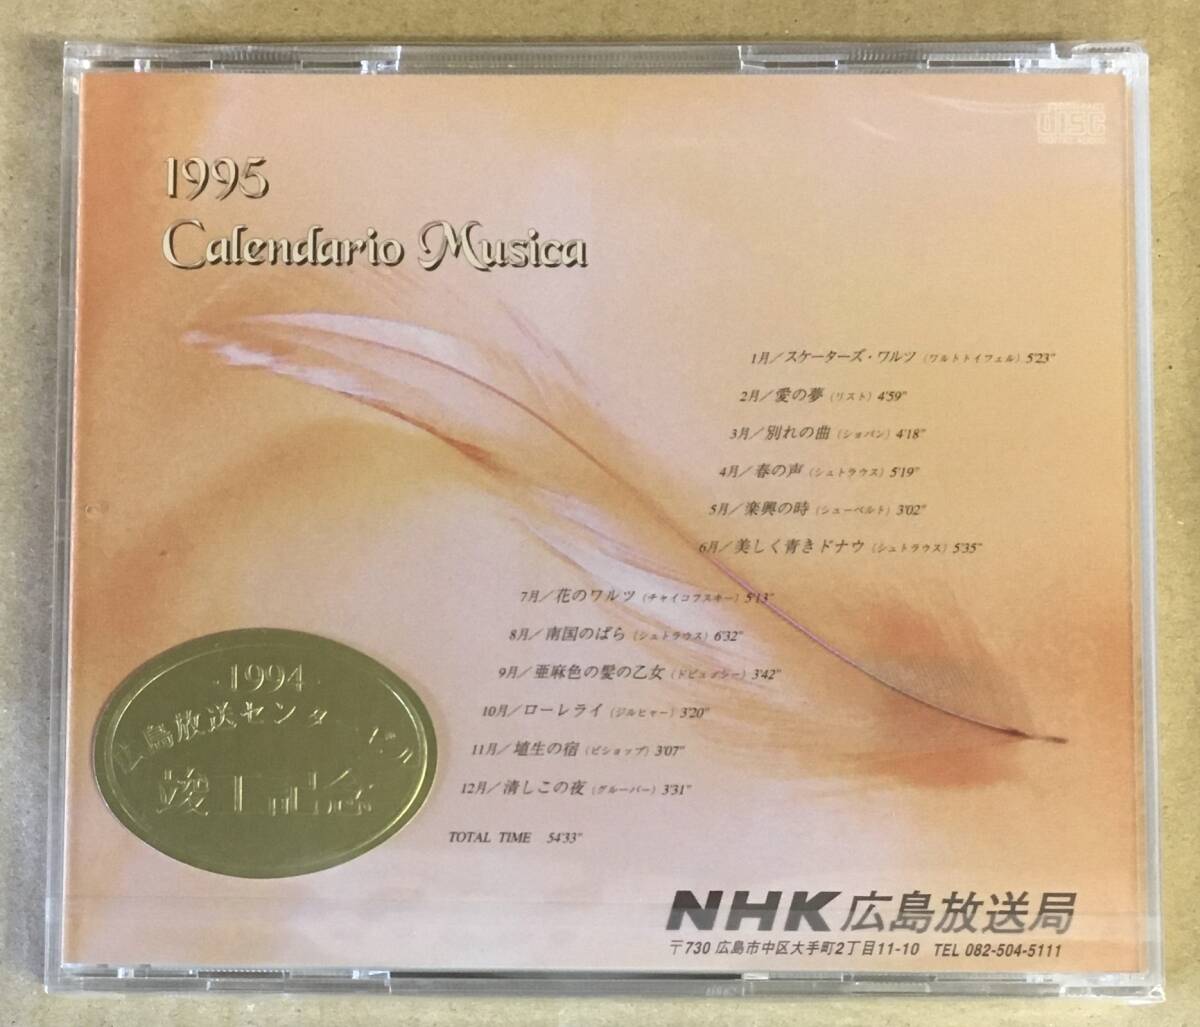 disc
1995
Calendario Musica
1月/スケーターズ・ワルツ (ワルトトイフェル) 5'23"
2月/愛の夢 (リスト) 4'59"
3月/別れの曲 (ショパン) 4'18"
4月/春の声 (シュトラウス) 5'19"
5月/楽興の時 (シューベルト) 3'02"
6月/美しく青きドナウ (シュトラウス) 5'35"
7月/花のワルツ (チャイコフスキー) 5'13"
8月/南国のばら (シュトラウス) 6'32"
9月/亜麻色の髪の乙女 (ドビュッシー) 3'42"
10月/ローレライ (ジルヒャー) 3'20"
11月/埴生の宿 (ビショップ) 3'07"
12月/清しこの夜 (グルーバー) 3'31"
TOTAL TIME 54'33"
・1994・
広島放送センタービル
竣工記念
NHK広島放送局
〒730 広島市中区大手町2丁目11-10 TEL 082-504-5111